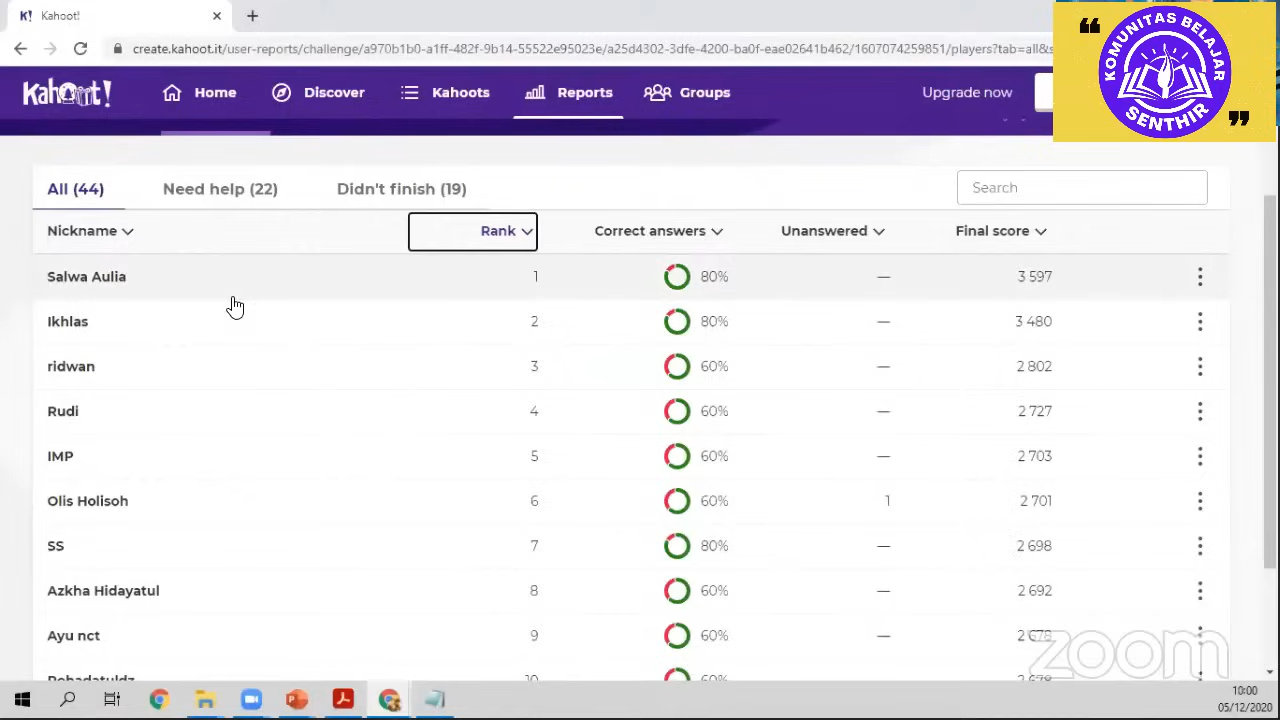 K! Kahoot!
create.kahoot.it/user-reports/challenge/a970b1b0-a1ff-482f-9b14-55522e95023e/a25d4302-3dfe-4200-ba0f-eae02641b462/1607074259851/players?tab=all&s
KOMUNITAS BELAJAR
SENTHIR
Kahoot! Home Discover Kahoots Reports Groups Upgrade now
All (44) Need help (22) Didn't finish (19) Search
Nickname Rank Correct answers Unanswered Final score
Salwa Aulia 1 80% — 3 597
Ikhlas 2 80% — 3 480
ridwan 3 60% — 2 802
Rudi 4 60% — 2 727
IMP 5 60% — 2 703
Olis Holisoh 6 60% 1 2 701
SS 7 80% — 2 698
Azkha Hidayatul 8 60% — 2 692
Ayu nct 9 60% — 2 678
10 60%
zoom
10:00
05/12/2020